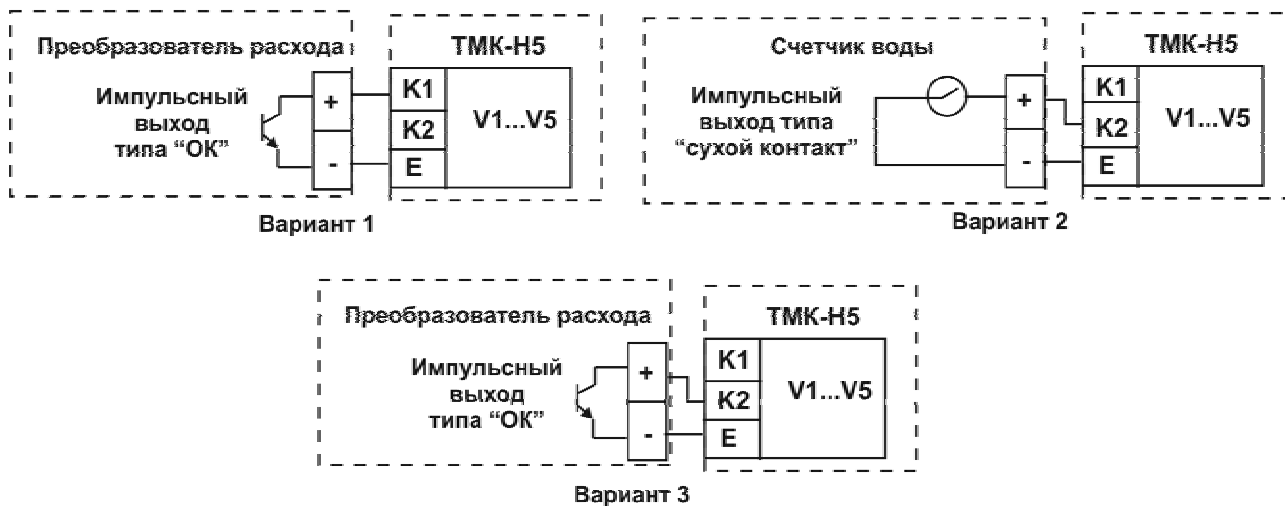 Преобразователь расхода
ТМК-Н5
Импульсный
выход
типа “ОК”
+
-
K1
K2
E
V1...V5
Вариант 1
Счетчик воды
ТМК-Н5
Импульсный
выход типа
“сухой контакт”
+
-
K1
K2
E
V1...V5
Вариант 2
Преобразователь расхода
ТМК-Н5
Импульсный
выход
типа “ОК”
+
-
K1
K2
E
V1...V5
Вариант 3